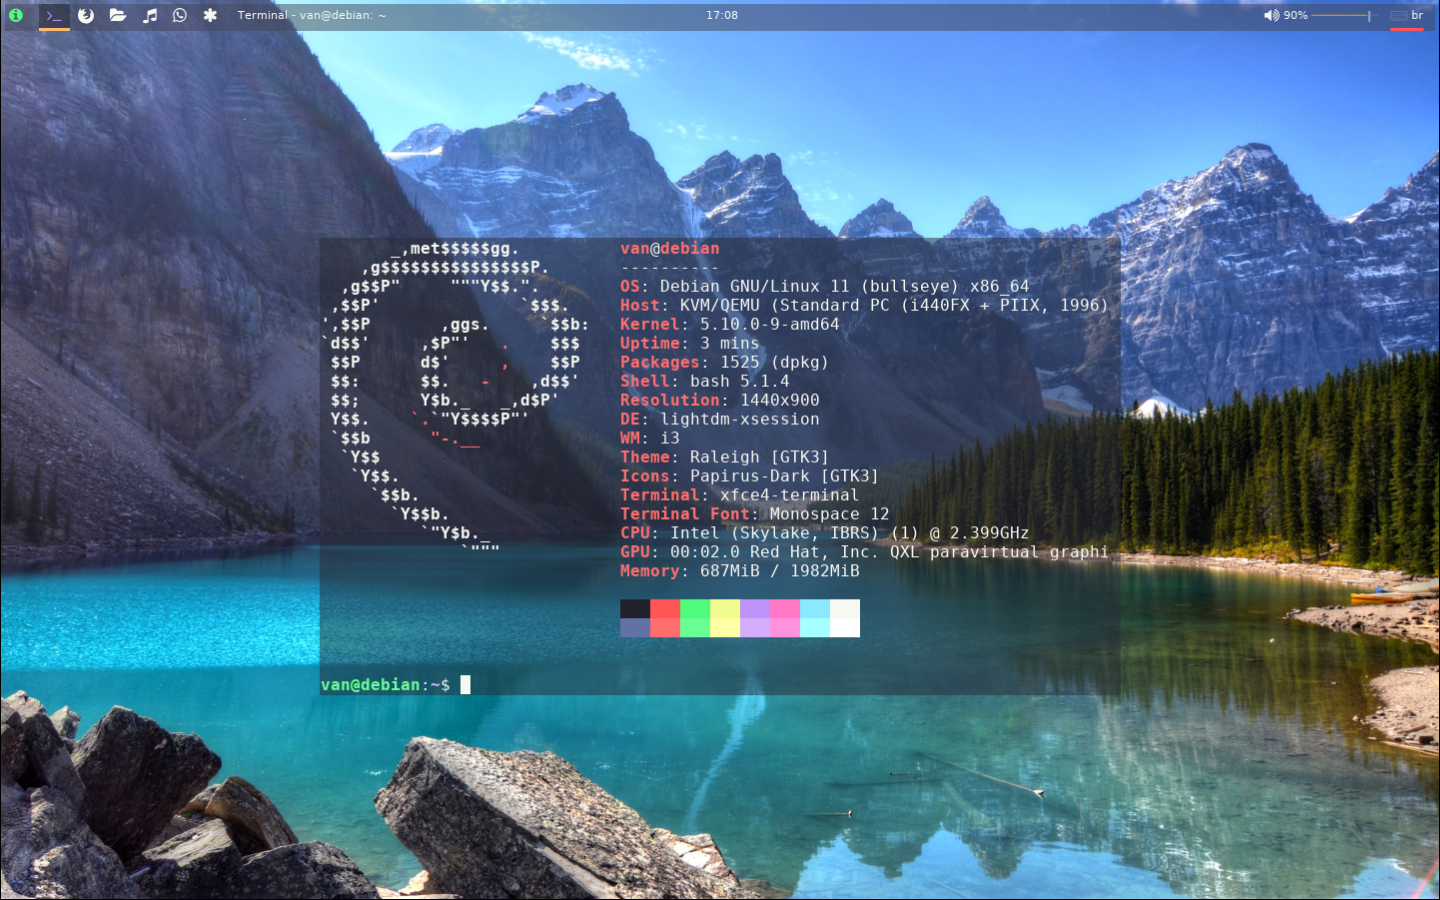 Terminal - van@debian: ~
17:08
90%
br
_,met$$$$$gg.
,g$$$$$$$$$$$$$$$P.
,g$$P"     """Y$$.".
,$$P'              `$$$.
',$$P       ,ggs.     `$$b:
`d$$'     ,$P"'   .    $$$
$$P      d$'     ,    $$P
$$:      $$.   -    ,d$$'
$$;      Y$b._   _,d$P'
Y$$.    `.`"Y$$$$P"'
`$$b      "-.__
`Y$$
`Y$$.
`$$b.
`Y$$b.
`"Y$b._
`"""
van@debian
----------
OS: Debian GNU/Linux 11 (bullseye) x86_64
Host: KVM/QEMU (Standard PC (i440FX + PIIX, 1996)
Kernel: 5.10.0-9-amd64
Uptime: 3 mins
Packages: 1525 (dpkg)
Shell: bash 5.1.4
Resolution: 1440x900
DE: lightdm-xsession
WM: i3
Theme: Raleigh [GTK3]
Icons: Papirus-Dark [GTK3]
Terminal: xfce4-terminal
Terminal Font: Monospace 12
CPU: Intel (Skylake, IBRS) (1) @ 2.399GHz
GPU: 00:02.0 Red Hat, Inc. QXL paravirtual graphi
Memory: 687MiB / 1982MiB
van@debian:~$